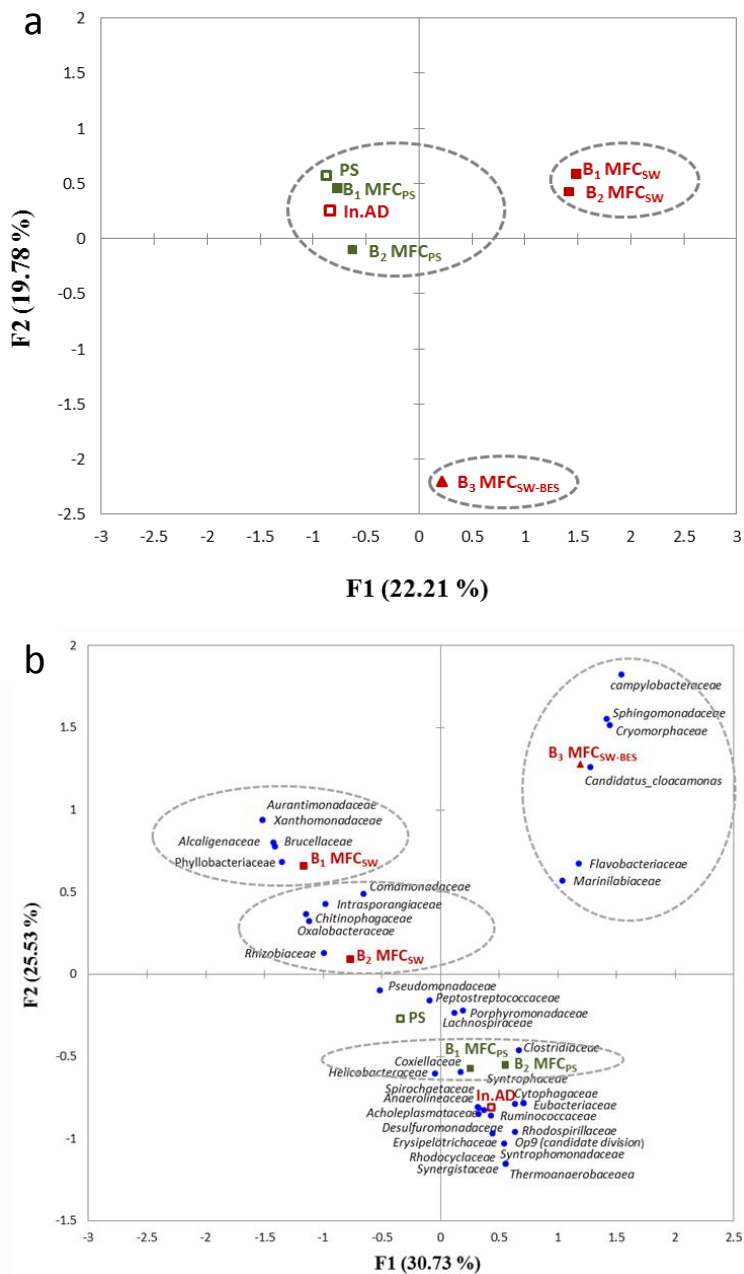 a
2
1.5
1
0.5
0
-0.5
-1
-1.5
-2
-2.5
PS
B1 MFCPS
In.AD
B2 MFCPS
B1 MFCSW
B2 MFCSW
B3 MFCSW-BES
-3 -2.5 -2 -1.5 -1 -0.5 0 0.5 1 1.5 2 2.5 3
F2 (19.78 %)
F1 (22.21 %)
b
2
1.5
1
0.5
0
-0.5
-1
-1.5
campylobacteraceae
Sphingomonadaceae
Cryomorphaceae
B3 MFCSW-BES
Candidatus_cloacamonas
Flavobacteriaceae
Marinilabiaceae
Aurantimonadaceae
Xanthomonadaceae
Alcaligenaceae Brucellaceae
Phyllobacteriaceae B1 MFCSW
Comamonadaceae
Intrasporangiaceae
Chitinophagaceae
Oxalobacteraceae
Rhizobiaceae B2 MFCSW
Pseudomonadaceae
Peptostreptococcaceae
PS Porphyromonadaceae
Lachnospiraceae
B1 MFCPS Clostridiaceae
Coxiellaceae B2 MFCPS
Helicobacteraceae Syntrophaceae
Spirochaetaceae In.AD Cytophagaceae
Anaerolineaceae Eubacteriaceae
Acholeplasmataceae Ruminococcaceae
Desulfuromonadaceae Rhodospirillaceae
Erysipelotrichaceae Op9 (candidate division)
Rhodocyclaceae Syntrophomonadaceae
Synergistaceae Thermoanaerobaceaea
-3 -2.5 -2 -1.5 -1 -0.5 0 0.5 1 1.5 2 2.5
F2 (25.53 %)
F1 (30.73 %)